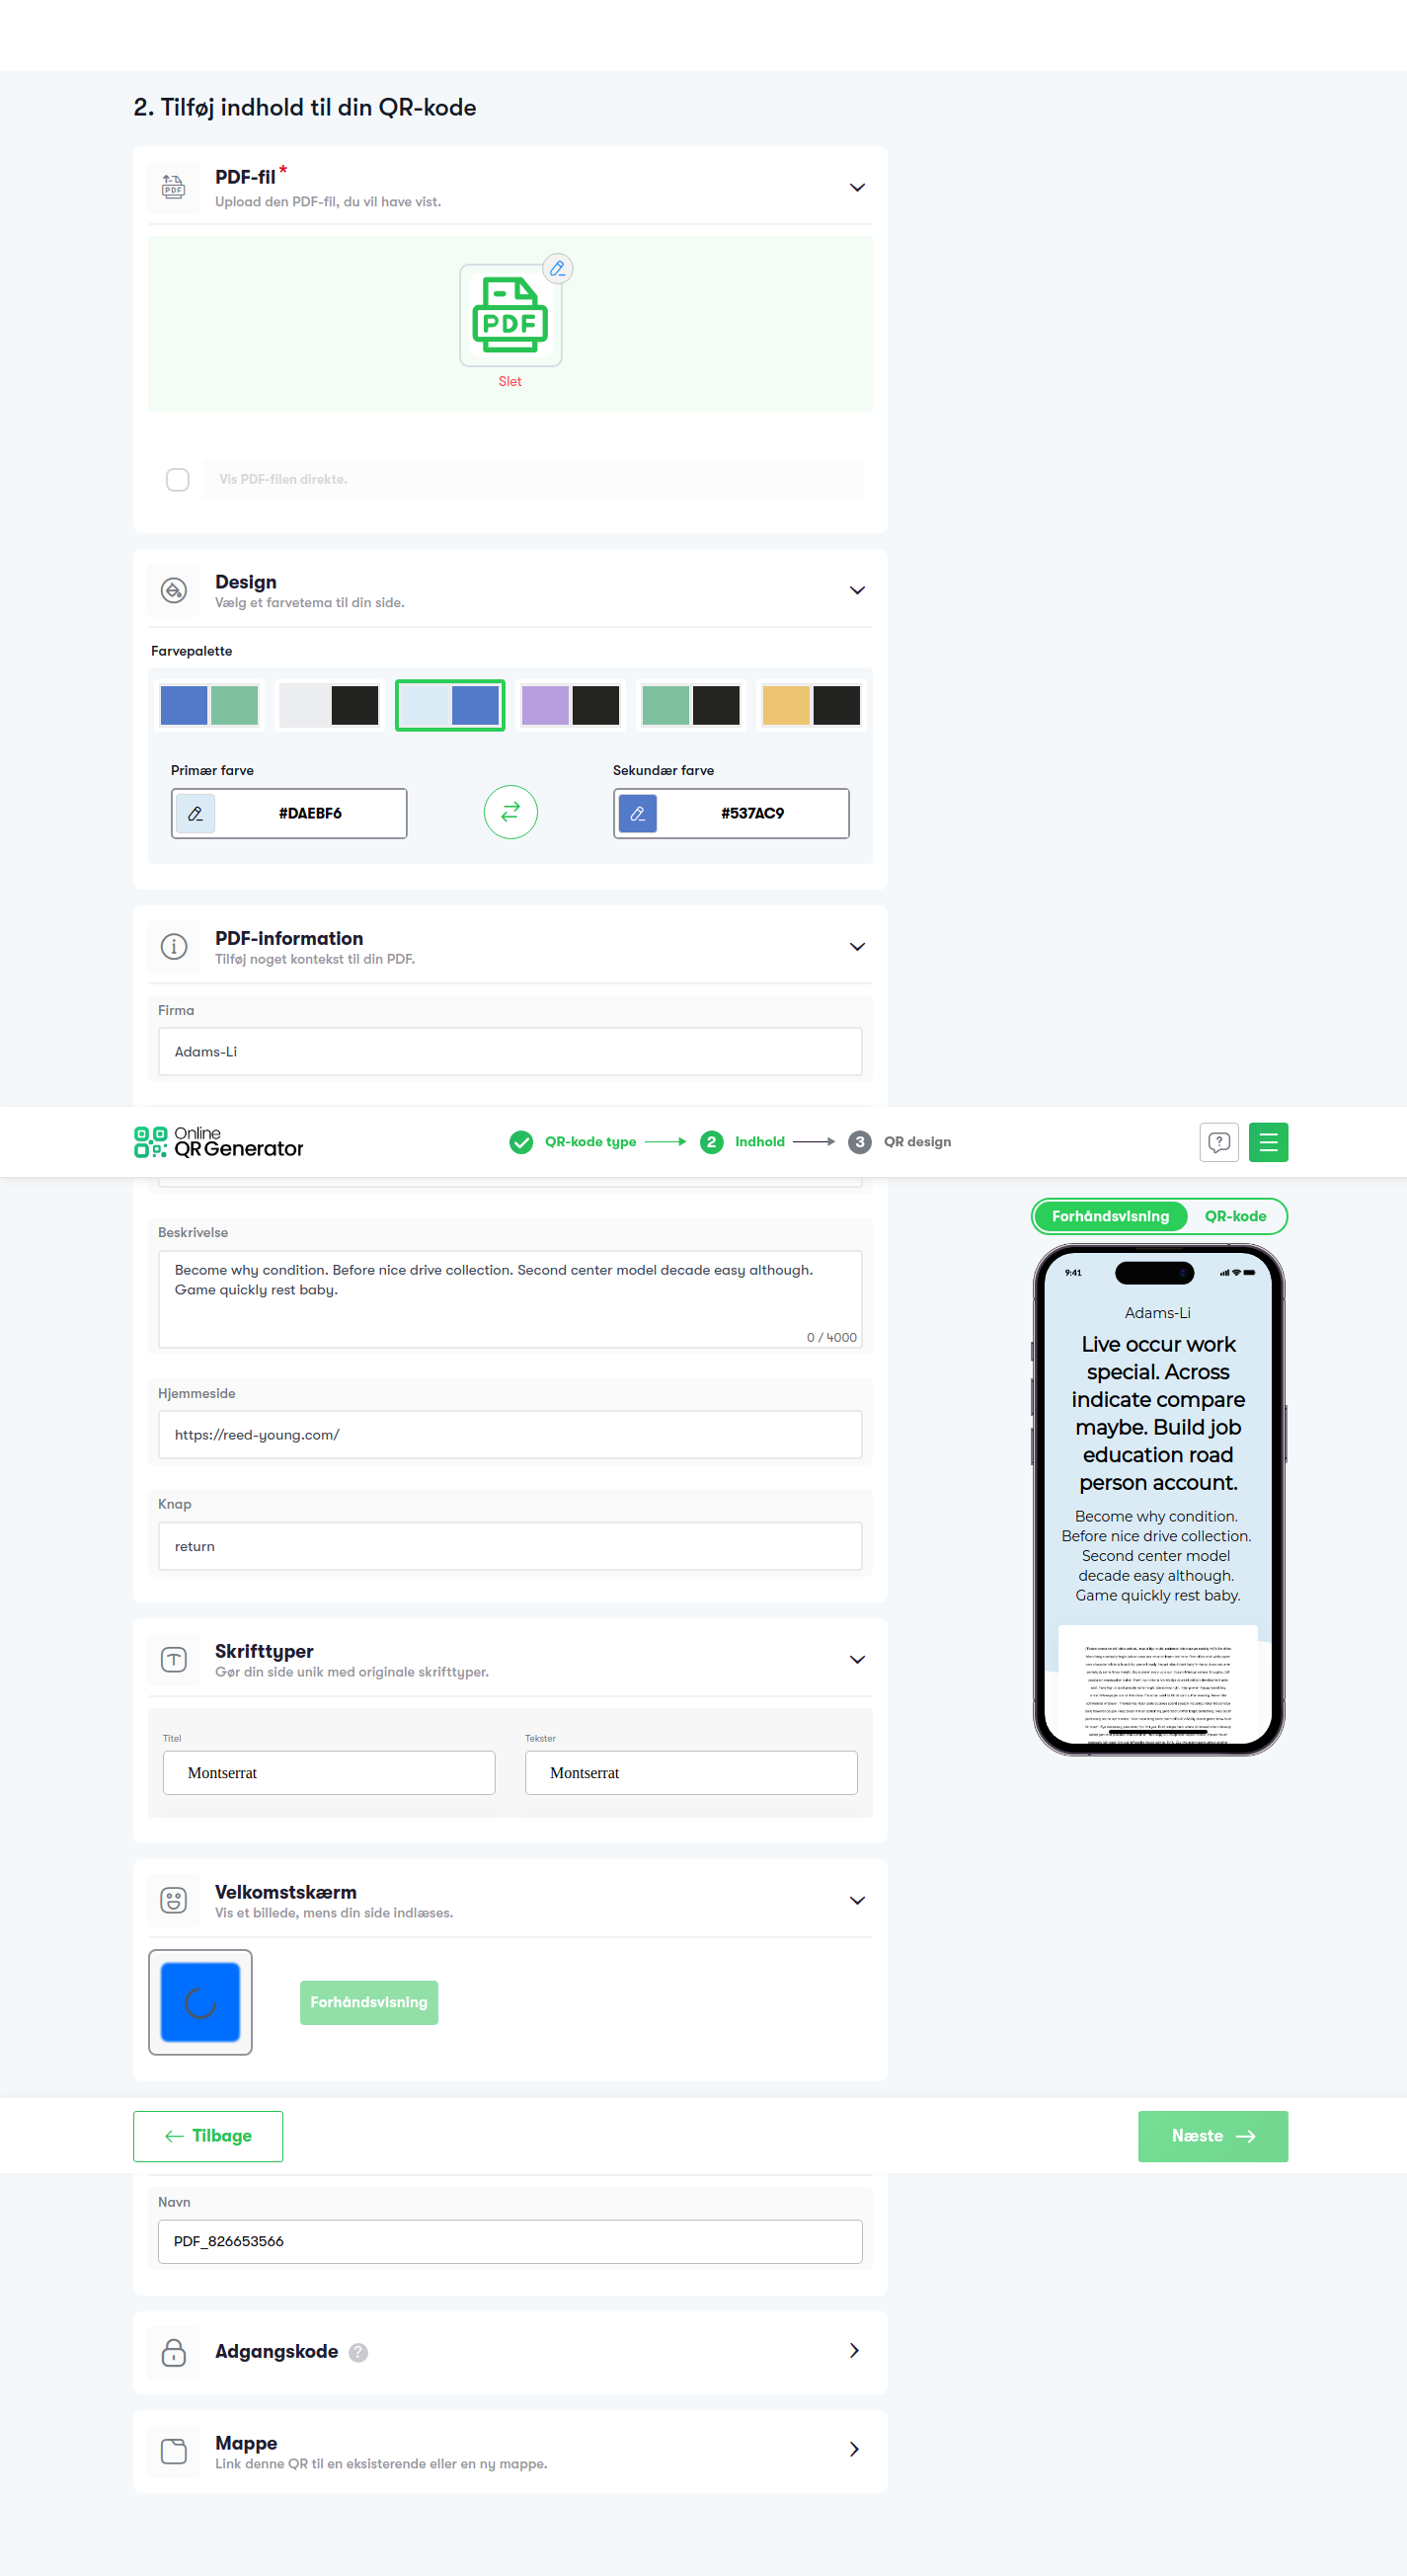 2. Tilføj indhold til din QR-kode
PDF-fil *
Upload den PDF-fil, du vil have vist.
PDF
PDF
Slet
Vis PDF-filen direkte.
Design
Vælg et farvetema til din side.
Farvepalette
Primær farve
Sekundær farve
#DAEBF6
#537AC9
PDF-information
Tilføj noget kontekst til din PDF.
Firma
Adams-Li
Online
QR Generator
QR-kode type
2 Indhold
3 QR design
Forhåndsvisning
QR-kode
Beskrivelse
Become why condition. Before nice drive collection. Second center model decade easy although.
Game quickly rest baby.
0 / 4000
Hjemmeside
https://reed-young.com/
Knap
return
9:41
Adams-Li
Live occur work
special. Across
indicate compare
maybe. Build job
education road
person account.
Become why condition.
Before nice drive collection.
Second center model
decade easy although.
Game quickly rest baby.
Skrifttyper
Gør din side unik med originale skrifttyper.
Titel
Tekster
Montserrat
Montserrat
Velkomstskærm
Vis et billede, mens din side indlæses.
Forhåndsvisning
Tilbage
Næste
Navn
PDF_826653566
Adgangskode ?
Mappe
Link denne QR til en eksisterende eller en ny mappe.